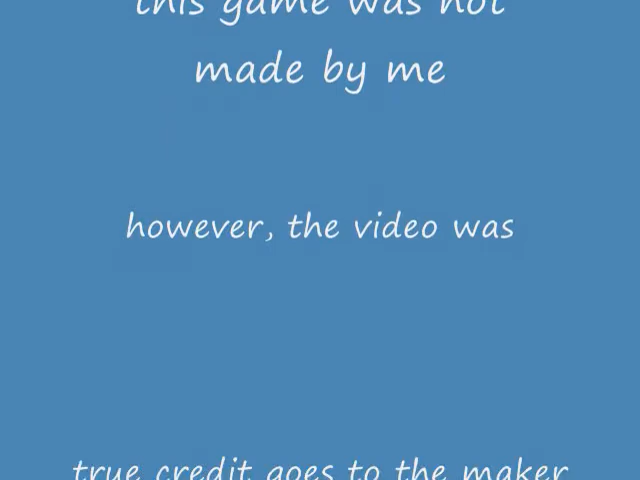 this game was not
made by me
however, the video was
true credit goes to the maker